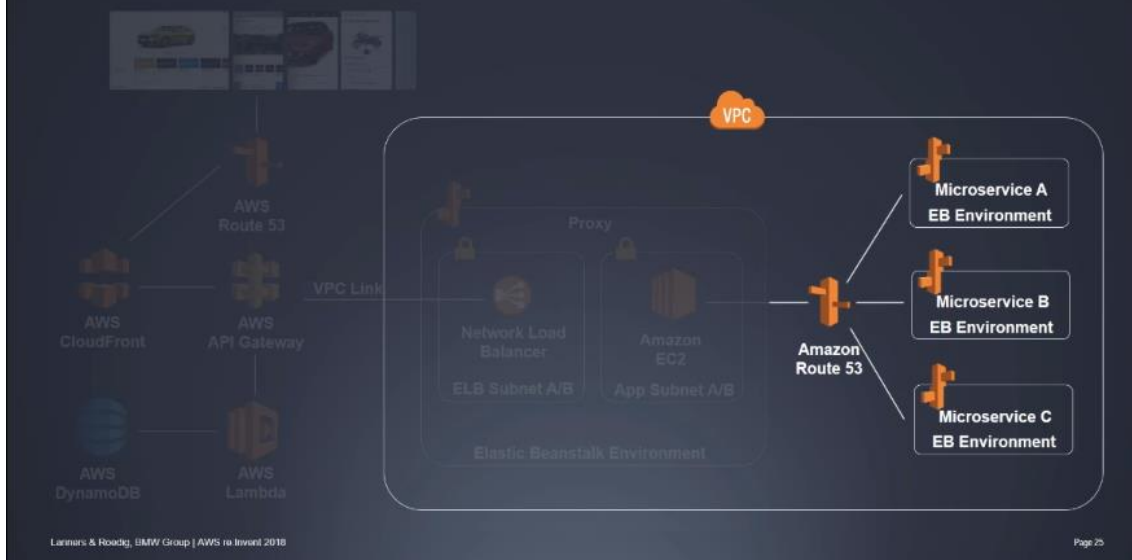 VPC
AWS
Route 53
AWS
CloudFront
AWS
API Gateway
VPC Link
AWS
DynamoDB
AWS
Lambda
Proxy
Network Load
Balancer
ELB Subnet A/B
Amazon
EC2
App Subnet A/B
Elastic Beanstalk Environment
Amazon
Route 53
Microservice A
EB Environment
Microservice B
EB Environment
Microservice C
EB Environment
Lanners & Roedig, BMW Group | AWS re:Invent 2018
Page 25